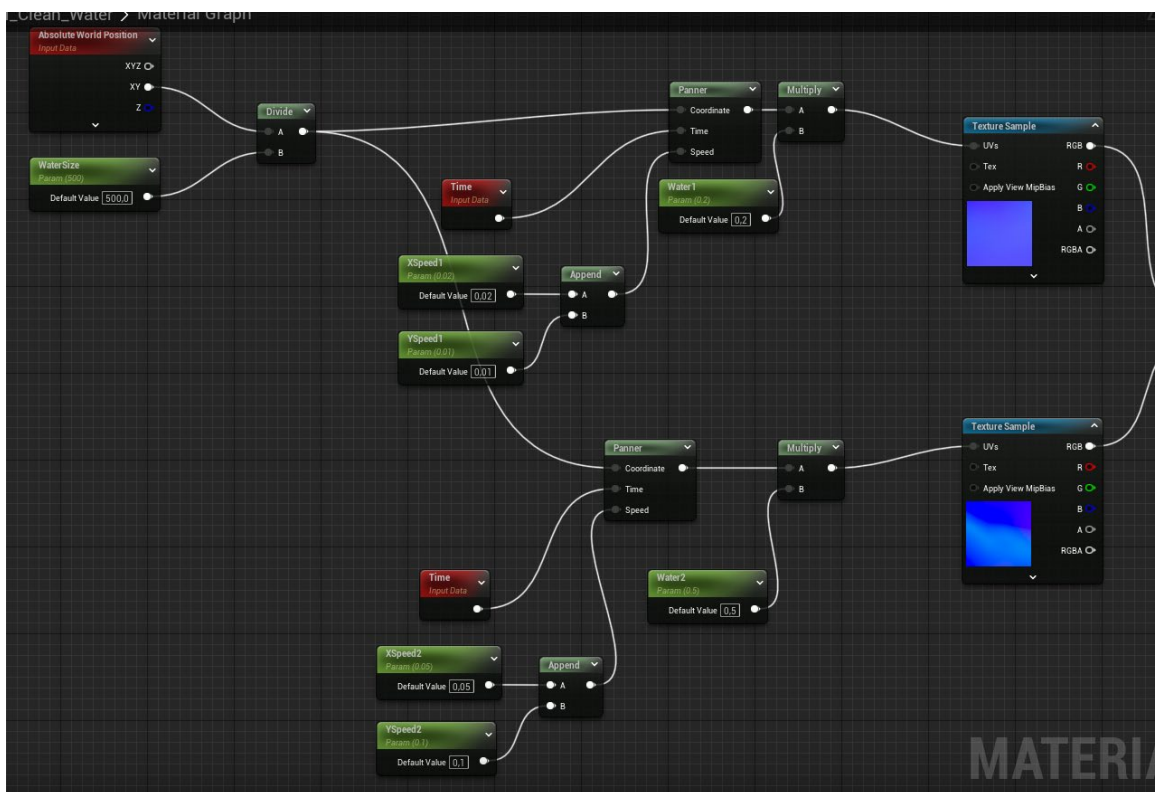 _Clean_Water > Material Graph
Absolute World Position
Input Data
XYZ
XY
Z
WaterSize
Param (500)
Default Value 500,0
Divide
A
B
Time
Input Data
XSpeed1
Param (0.02)
Default Value 0,02
YSpeed1
Param (0.01)
Default Value 0,01
Append
A
B
Panner
Coordinate
Time
Speed
Multiply
A
B
Water1
Param (0.2)
Default Value 0,2
Texture Sample
UVs RGB
Tex R
Apply View MipBias G
B
A
RGBA
Panner
Coordinate
Time
Speed
Multiply
A
B
Time
Input Data
Water2
Param (0.5)
Default Value 0,5
XSpeed2
Param (0.05)
Default Value 0,05
YSpeed2
Param (0.1)
Default Value 0,1
Append
A
B
Texture Sample
UVs RGB
Tex R
Apply View MipBias G
B
A
RGBA
MATERIA